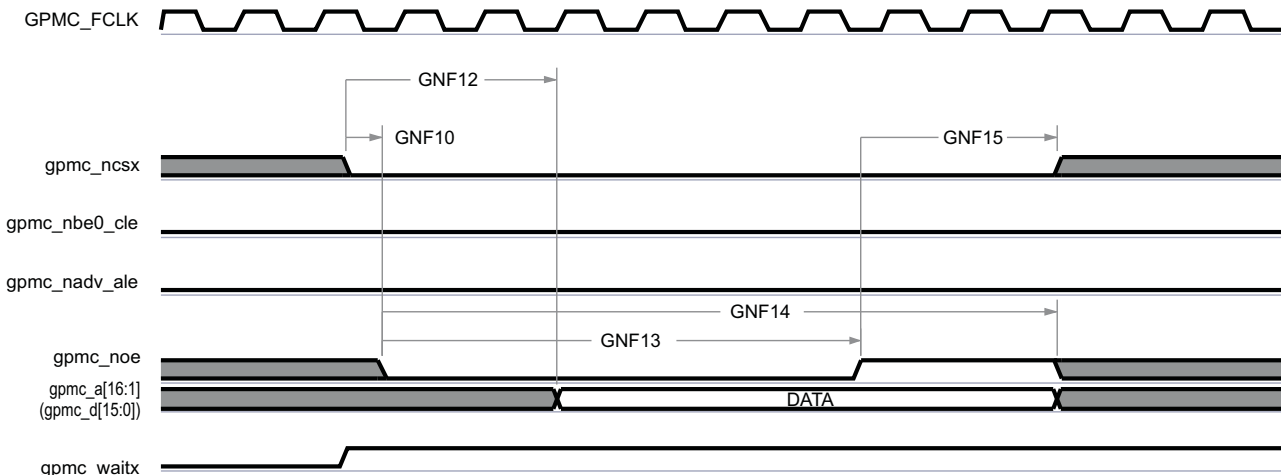 GPMC_FCLK
GNF12
GNF10
GNF15
gpmc_ncsx
gpmc_nbe0_cle
gpmc_nadv_ale
GNF14
GNF13
gpmc_noe
gpmc_a[16:1]
(gpmc_d[15:0])
DATA
gpmc_waitx